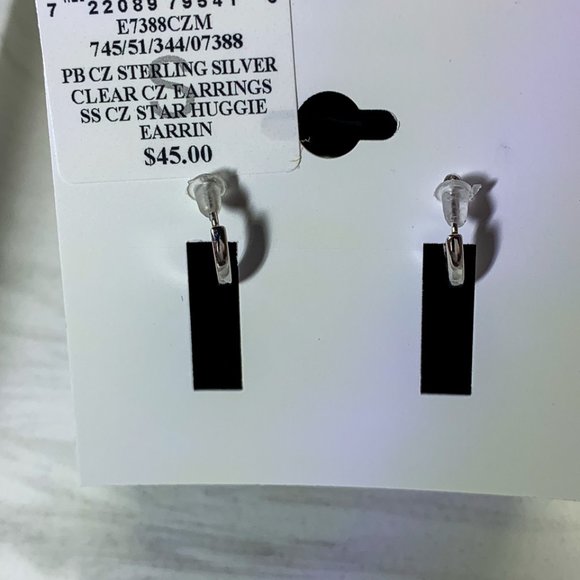 7 22089 79541
E7388CZM
745/51/344/07388
PB CZ STERLING SILVER
CLEAR CZ EARRINGS
SS CZ STAR HUGGIE
EARRIN
$45.00
S